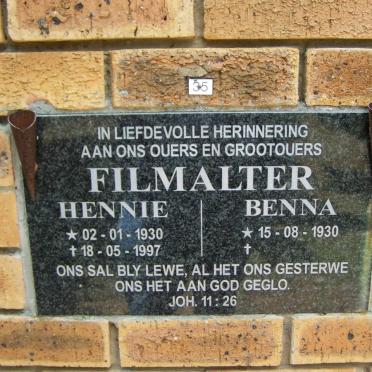 35
IN LIEFDEVOLLE HERINNERING
AAN ONS OUERS EN GROOTOUERS
FILMALTER
HENNIE BENNA
★ 02 - 01 - 1930 ★ 15 - 08 - 1930
✝ 18 - 05 - 1997 ✝
ONS SAL BLY LEWE, AL HET ONS GESTERWE
ONS HET AAN GOD GEGLO.
JOH. 11 : 26